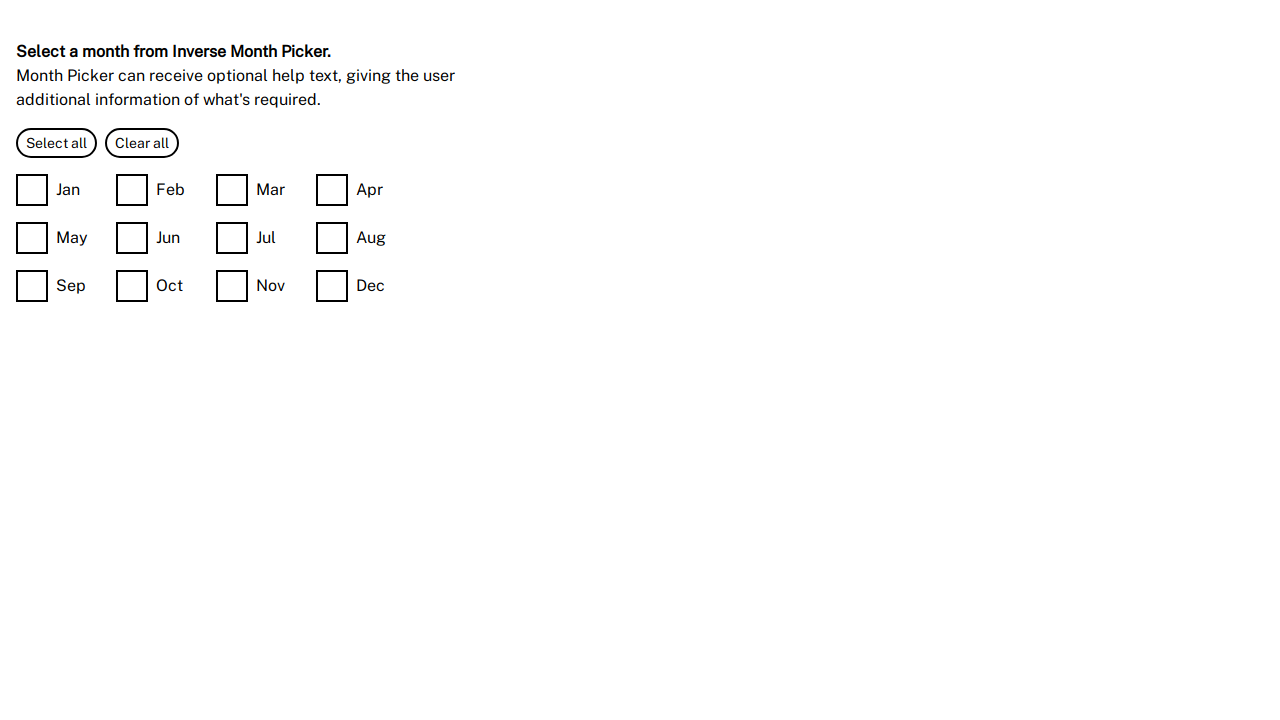 Select a month from Inverse Month Picker.
Month Picker can receive optional help text, giving the user
additional information of what's required.
Select all Clear all
Jan Feb Mar Apr
May Jun Jul Aug
Sep Oct Nov Dec